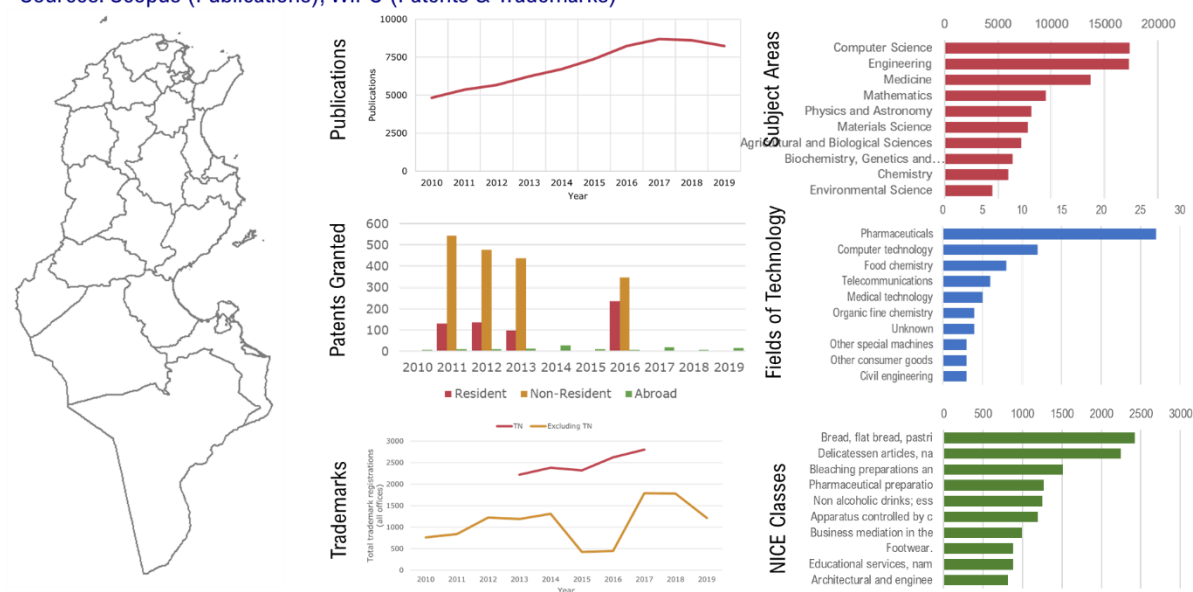 Sources: Scopus (Publications), WIPO (Patents & Trademarks)
Publications
Publications
10000
7500
5000
2500
0
2010 2011 2012 2013 2014 2015 2016 2017 2018 2019
Year
Subject Areas
0 5000 10000 15000 20000
Computer Science
Engineering
Medicine
Mathematics
Physics and Astronomy
Materials Science
Agricultural and Biological Sciences
Biochemistry, Genetics and...
Chemistry
Environmental Science
Patents Granted
600
500
400
300
200
100
0
2010 2011 2012 2013 2014 2015 2016 2017 2018 2019
Resident Non-Resident Abroad
Fields of Technology
0 5 10 15 20 25 30
Pharmaceuticals
Computer technology
Food chemistry
Telecommunications
Medical technology
Organic fine chemistry
Unknown
Other special machines
Other consumer goods
Civil engineering
Trademarks
TN Excluding TN
Total trademark registrations
(all offices)
3000
2500
2000
1500
1000
500
0
2010 2011 2012 2013 2014 2015 2016 2017 2018 2019
Year
NICE Classes
0 500 1000 1500 2000 2500 3000
Bread, flat bread, pastri
Delicatessen articles, na
Bleaching preparations an
Pharmaceutical preparatio
Non alcoholic drinks; ess
Apparatus controlled by c
Business mediation in the
Footwear.
Educational services, nam
Architectural and enginee